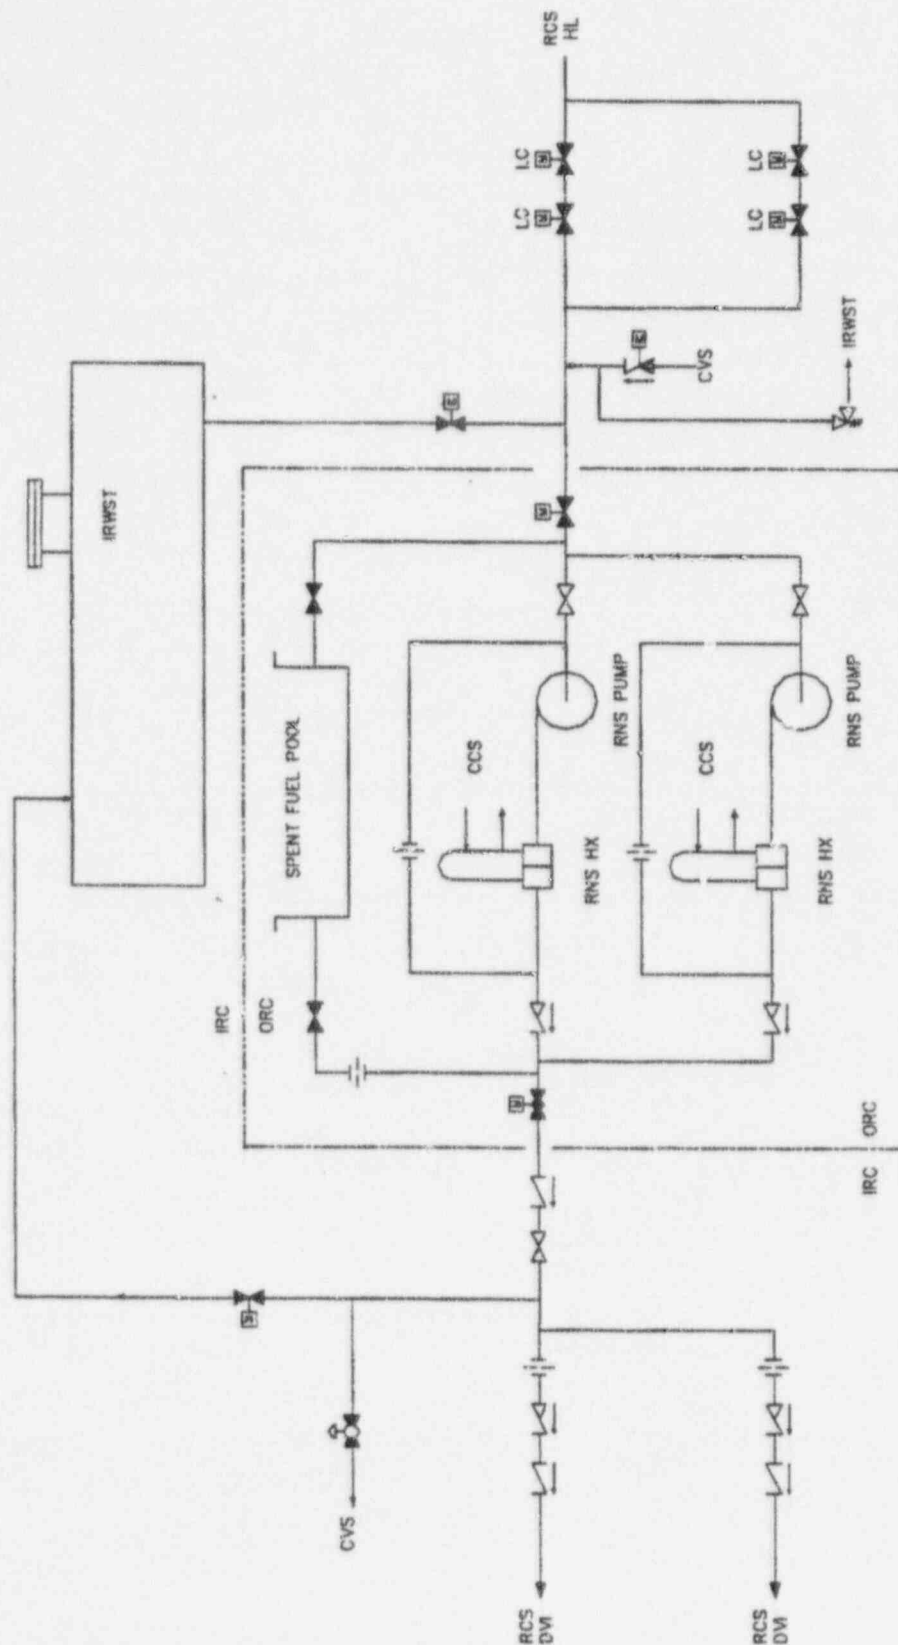 RCS
HL
LC
LC
LC
LC
IRWST
CVS
IRWST
SPENT FUEL POOL
CCS
RNS PUMP
RNS HX
CCS
RNS PUMP
RNS HX
IRC
ORC
IRC
ORC
CVS
RCS
DVI
RCS
DVI